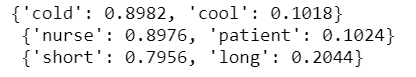 {'cold': 0.8982, 'cool': 0.1018}
{'nurse': 0.8976, 'patient': 0.1024}
{'short': 0.7956, 'long': 0.2044}